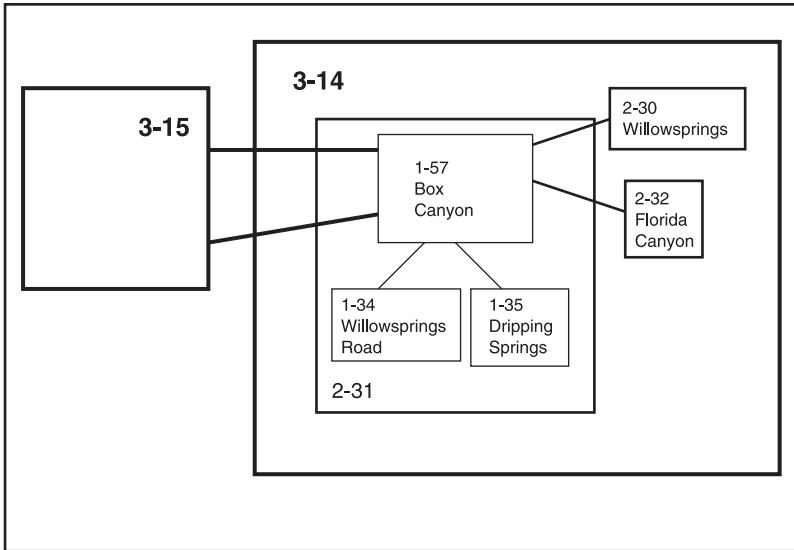 3-14
3-15
2-30
Willowsprings
1-57
Box
Canyon
2-32
Florida
Canyon
1-34
Willowsprings
Road
1-35
Dripping
Springs
2-31